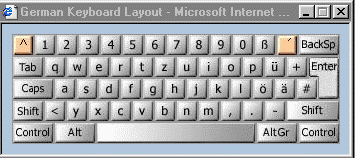 German Keyboard Layout - Microsoft Internet ...
^ 1 2 3 4 5 6 7 8 9 0 ß ´ BackSp
Tab q w e r t z u i o p ü + Enter
Caps a s d f g h j k l ö ä #
Shift < y x c v b n m , . - Shift
Control Alt AltGr Control